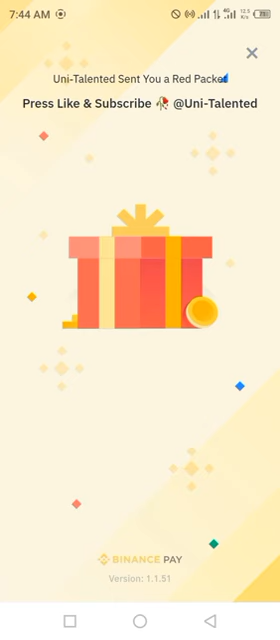 7:44 AM
Uni-Talented Sent You a Red Packet
Press Like & Subscribe 🥀 @Uni-Talented
BINANCE PAY
Version: 1.1.51